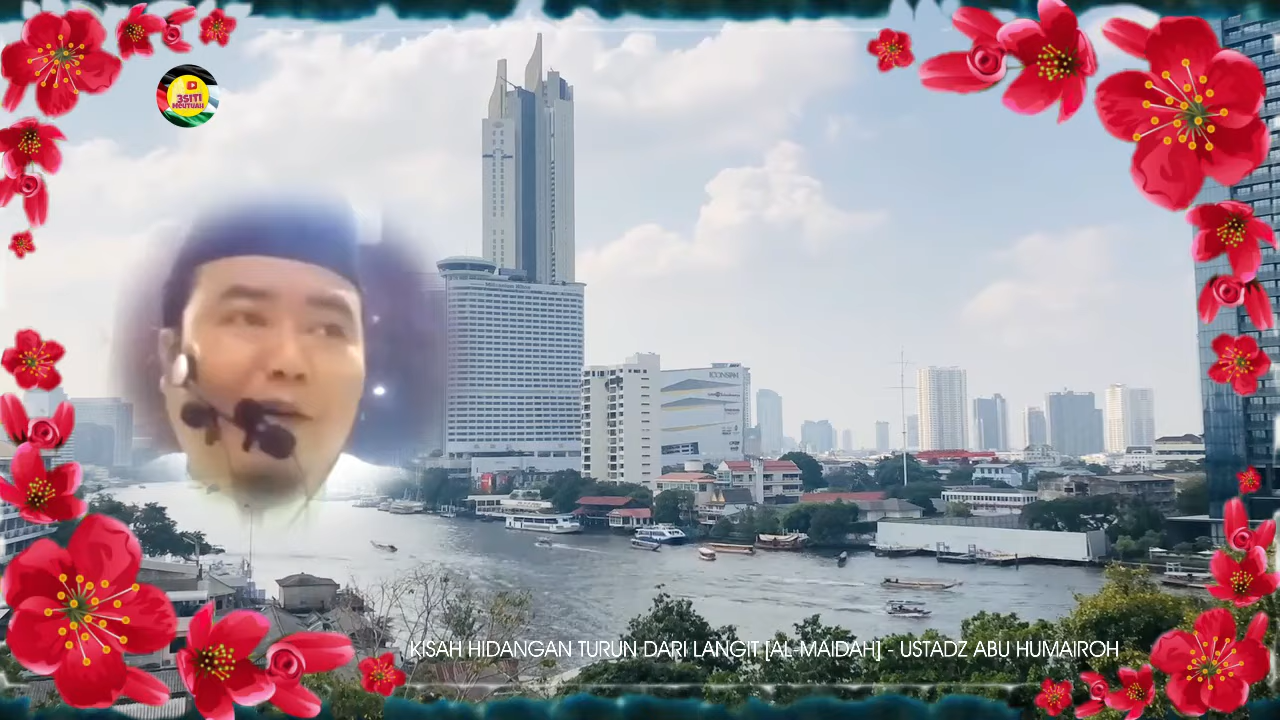 3SITI
MEUTUAH
ICONSIAM
KISAH HIDANGAN TURUN DARI LANGIT [AL-MAIDAH] - USTADZ ABU HUMAIROH